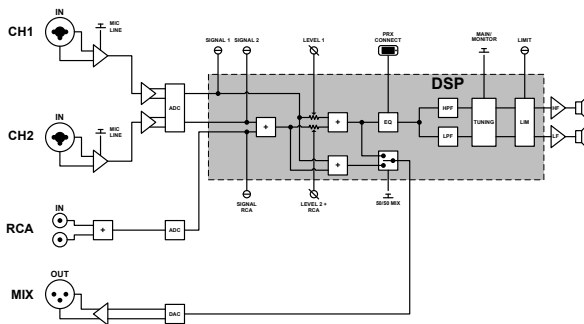 IN
CH1
MIC
LINE
SIGNAL 1
SIGNAL 2
LEVEL 1
PRX
CONNECT
MAIN/
MONITOR
LIMIT
DSP
ADC
IN
CH2
MIC
LINE
+
+
EQ
HPF
LPF
TUNING
LIM
HF
LF
+
SIGNAL
RCA
LEVEL 2 +
RCA
50/50 MIX
IN
RCA
+
ADC
OUT
MIX
DAC